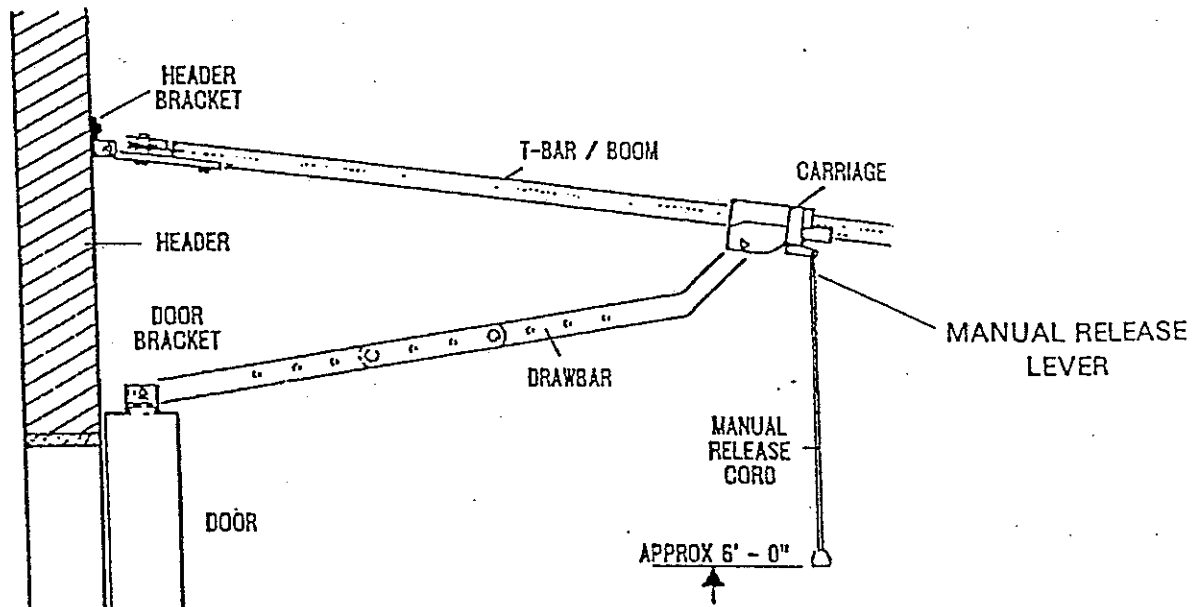 HEADER
BRACKET
T-BAR / BOOM
CARRIAGE
HEADER
DOOR
BRACKET
MANUAL RELEASE
LEVER
DRAWBAR
MANUAL
RELEASE
CORD
DOOR
APPROX 6' - 0"